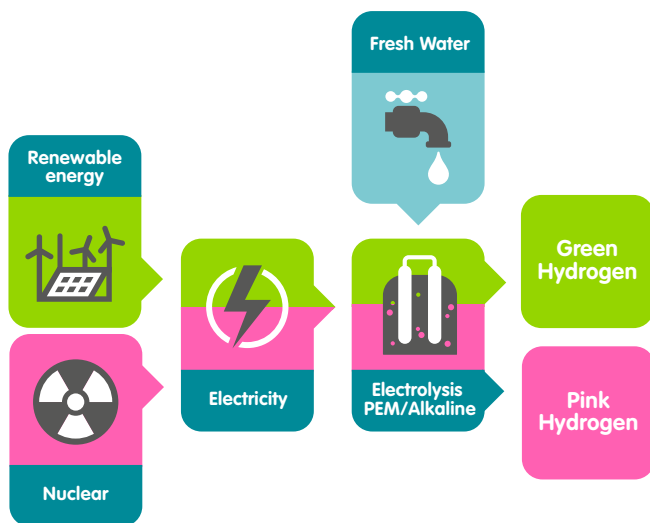 Fresh Water
Renewable
energy
Green
Hydrogen
Electricity
Electrolysis
PEM/Alkaline
Pink
Hydrogen
Nuclear